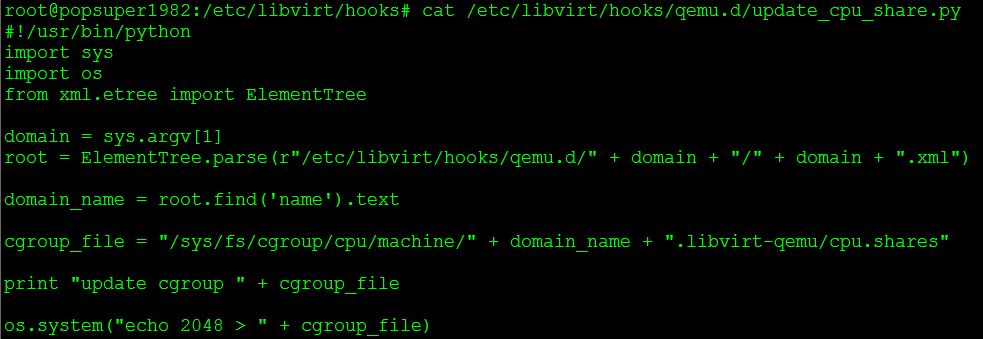 root@popsuper1982:/etc/libvirt/hooks# cat /etc/libvirt/hooks/qemu.d/update_cpu_share.py
#!/usr/bin/python
import sys
import os
from xml.etree import ElementTree
domain = sys.argv[1]
root = ElementTree.parse(r"/etc/libvirt/hooks/qemu.d/" + domain + "/" + domain + ".xml")
domain_name = root.find('name').text
cgroup_file = "/sys/fs/cgroup/cpu/machine/" + domain_name + ".libvirt-qemu/cpu.shares"
print "update cgroup " + cgroup_file
os.system("echo 2048 > " + cgroup_file)